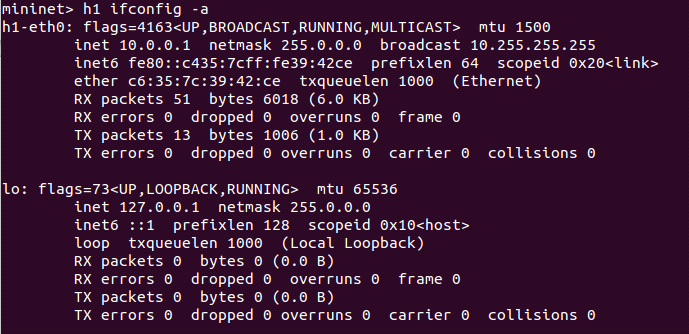 mininet> h1 ifconfig -a
h1-eth0: flags=4163<UP,BROADCAST,RUNNING,MULTICAST>  mtu 1500
        inet 10.0.0.1  netmask 255.0.0.0  broadcast 10.255.255.255
        inet6 fe80::c435:7cff:fe39:42ce  prefixlen 64  scopeid 0x20<link>
        ether c6:35:7c:39:42:ce  txqueuelen 1000  (Ethernet)
        RX packets 51  bytes 6018 (6.0 KB)
        RX errors 0  dropped 0  overruns 0  frame 0
        TX packets 13  bytes 1006 (1.0 KB)
        TX errors 0  dropped 0 overruns 0  carrier 0  collisions 0

lo: flags=73<UP,LOOPBACK,RUNNING>  mtu 65536
        inet 127.0.0.1  netmask 255.0.0.0
        inet6 ::1  prefixlen 128  scopeid 0x10<host>
        loop  txqueuelen 1000  (Local Loopback)
        RX packets 0  bytes 0 (0.0 B)
        RX errors 0  dropped 0  overruns 0  frame 0
        TX packets 0  bytes 0 (0.0 B)
        TX errors 0  dropped 0 overruns 0  carrier 0  collisions 0